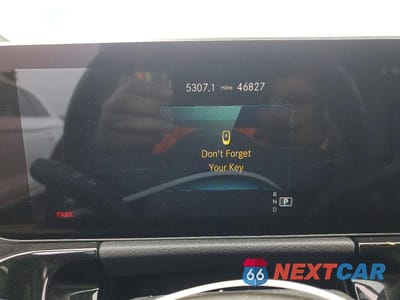 5307.1 miles 46827
Don't Forget
Your Key
R
N
D
P
PARK
66 NEXTCAR